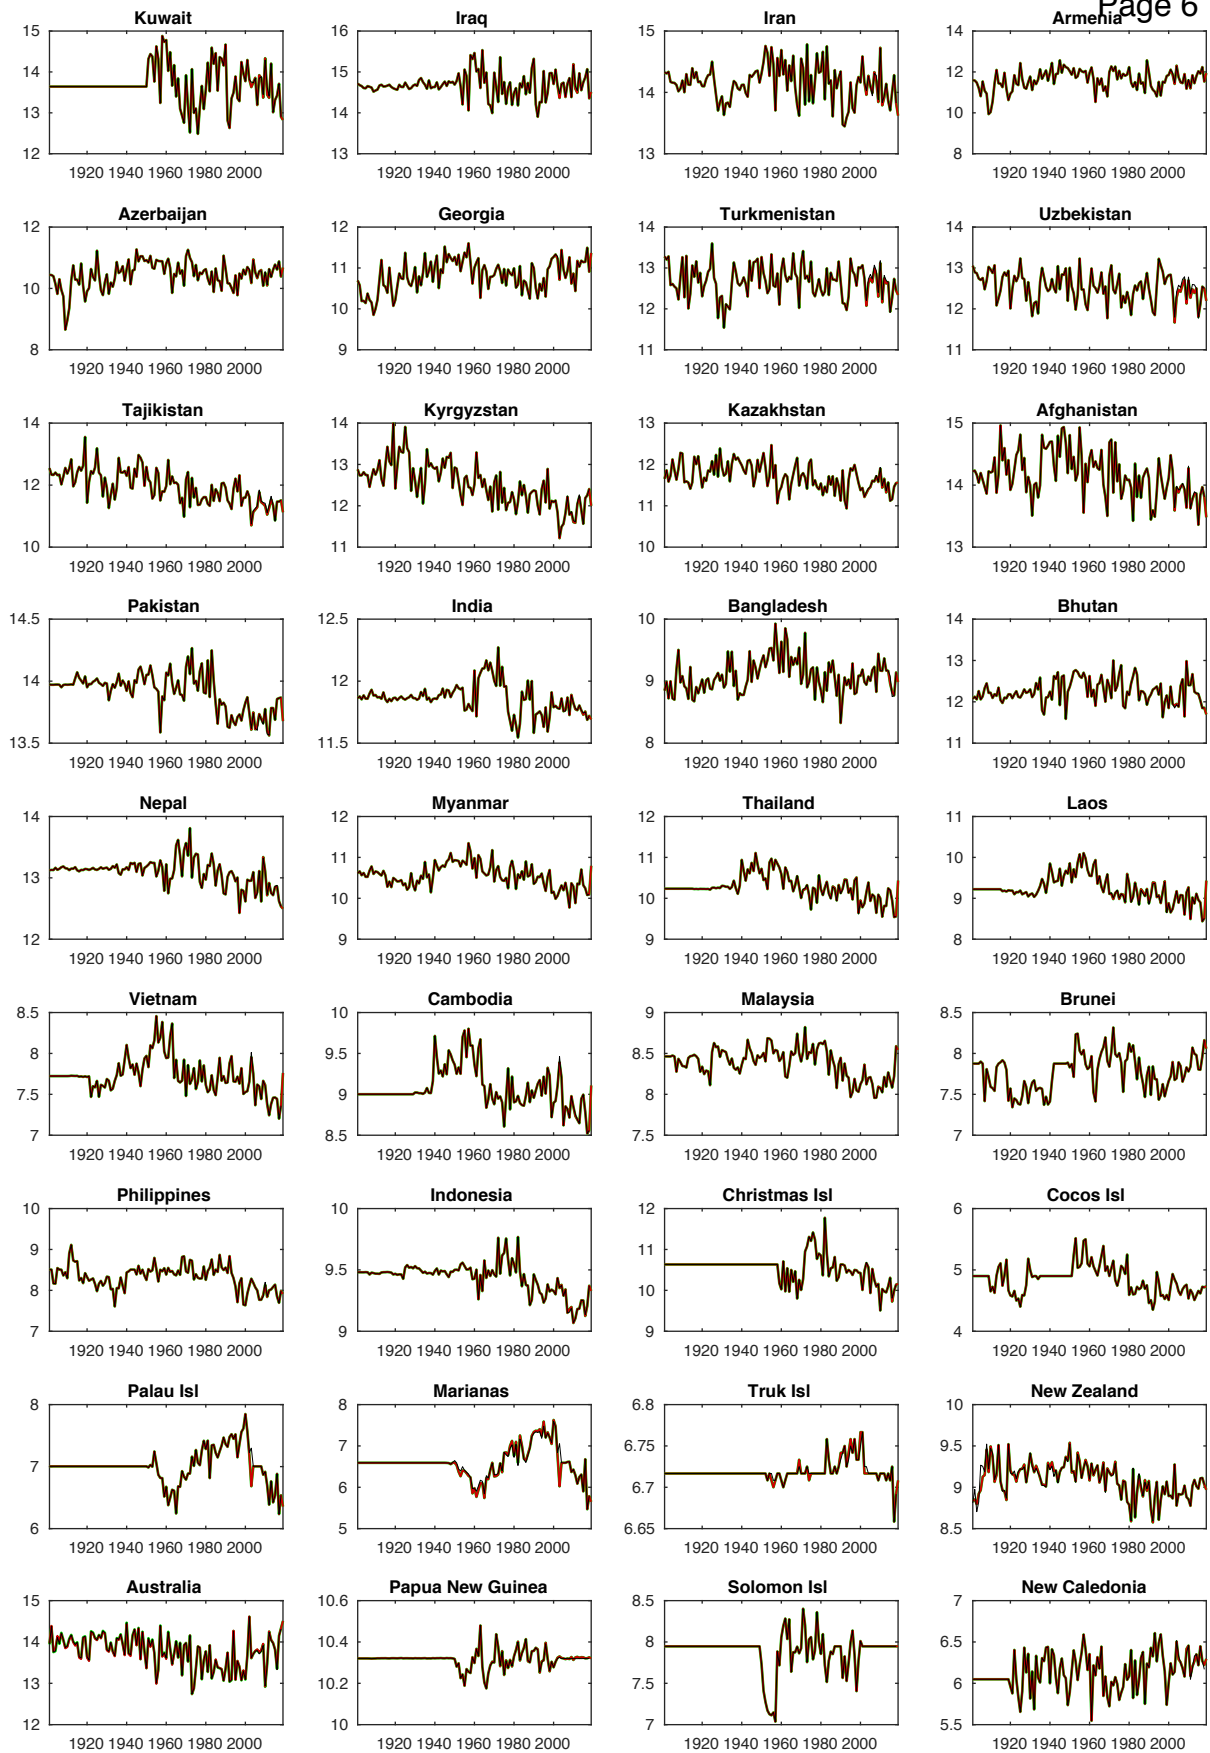 Page 6
Kuwait Iraq Iran Armenia
15 16 15 14
14 15 14 12
13 14 10
12 13 13 8
1920 1940 1960 1980 2000 1920 1940 1960 1980 2000 1920 1940 1960 1980 2000 1920 1940 1960 1980 2000
Azerbaijan Georgia Turkmenistan Uzbekistan
12 12 14 14
11 13 13
10 10 12 12
8 9 11 11
1920 1940 1960 1980 2000 1920 1940 1960 1980 2000 1920 1940 1960 1980 2000 1920 1940 1960 1980 2000
Tajikistan Kyrgyzstan Kazakhstan Afghanistan
14 14 13 15
13 12 14
12 12 11
10 11 10 13
1920 1940 1960 1980 2000 1920 1940 1960 1980 2000 1920 1940 1960 1980 2000 1920 1940 1960 1980 2000
Pakistan India Bangladesh Bhutan
14.5 12.5 10 14
14 12 9 13
12
13.5 11.5 8 11
1920 1940 1960 1980 2000 1920 1940 1960 1980 2000 1920 1940 1960 1980 2000 1920 1940 1960 1980 2000
Nepal Myanmar Thailand Laos
14 12 12 11
13 11 11 10
10 10 9
12 9 9 8
1920 1940 1960 1980 2000 1920 1940 1960 1980 2000 1920 1940 1960 1980 2000 1920 1940 1960 1980 2000
Vietnam Cambodia Malaysia Brunei
8.5 10 9 8.5
8 9.5 8.5 8
7.5 9 8 7.5
7 8.5 7.5 7
1920 1940 1960 1980 2000 1920 1940 1960 1980 2000 1920 1940 1960 1980 2000 1920 1940 1960 1980 2000
Philippines Indonesia Christmas Isl Cocos Isl
10 10 12 6
9 9.5 11 5
8 10
7 9 9 4
1920 1940 1960 1980 2000 1920 1940 1960 1980 2000 1920 1940 1960 1980 2000 1920 1940 1960 1980 2000
Palau Isl Marianas Truk Isl New Zealand
8 8 6.8 10
7 7 6.75 9.5
6 6.7 9
6 5 6.65 8.5
1920 1940 1960 1980 2000 1920 1940 1960 1980 2000 1920 1940 1960 1980 2000 1920 1940 1960 1980 2000
Australia Papua New Guinea Solomon Isl New Caledonia
15 10.6 8.5 7
14 10.4 8 6.5
13 10.2 7.5 6
12 10 7 5.5
1920 1940 1960 1980 2000 1920 1940 1960 1980 2000 1920 1940 1960 1980 2000 1920 1940 1960 1980 2000